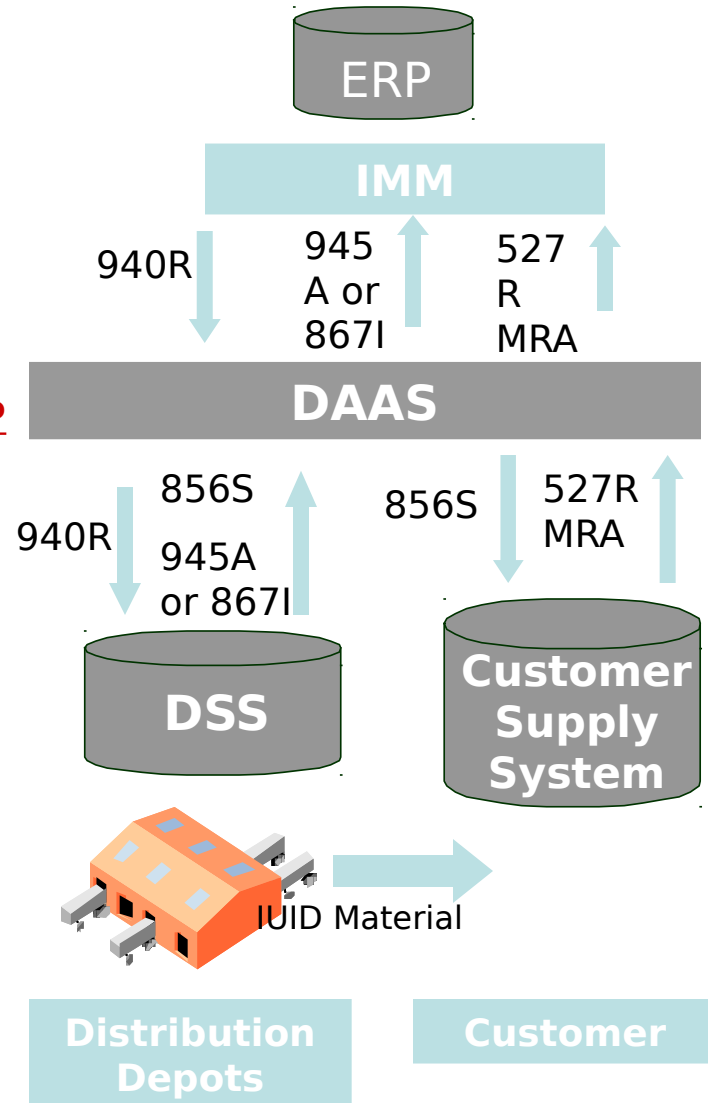 ERP
IMM
940R
945
A or
867I
527
R
MRA
DAAS
856S
945A
or 867I
940R
856S
527R
MRA
DSS
Customer
Supply
System
IUID Material
Distribution
Depots
Customer